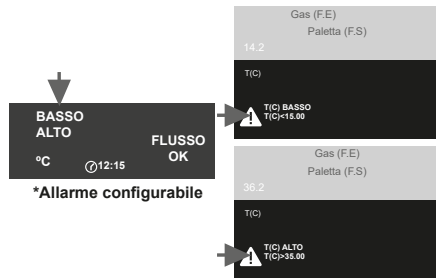 BASSO
ALTO
FLUSSO
OK
ºC
12:15
*Allarme configurabile
Gas (F.E)
Paletta (F.S)
14.2
T(C)
T(C) BASSO
T(C)<15.00
Gas (F.E)
Paletta (F.S)
36.2
T(C)
T(C) ALTO
T(C)>35.00